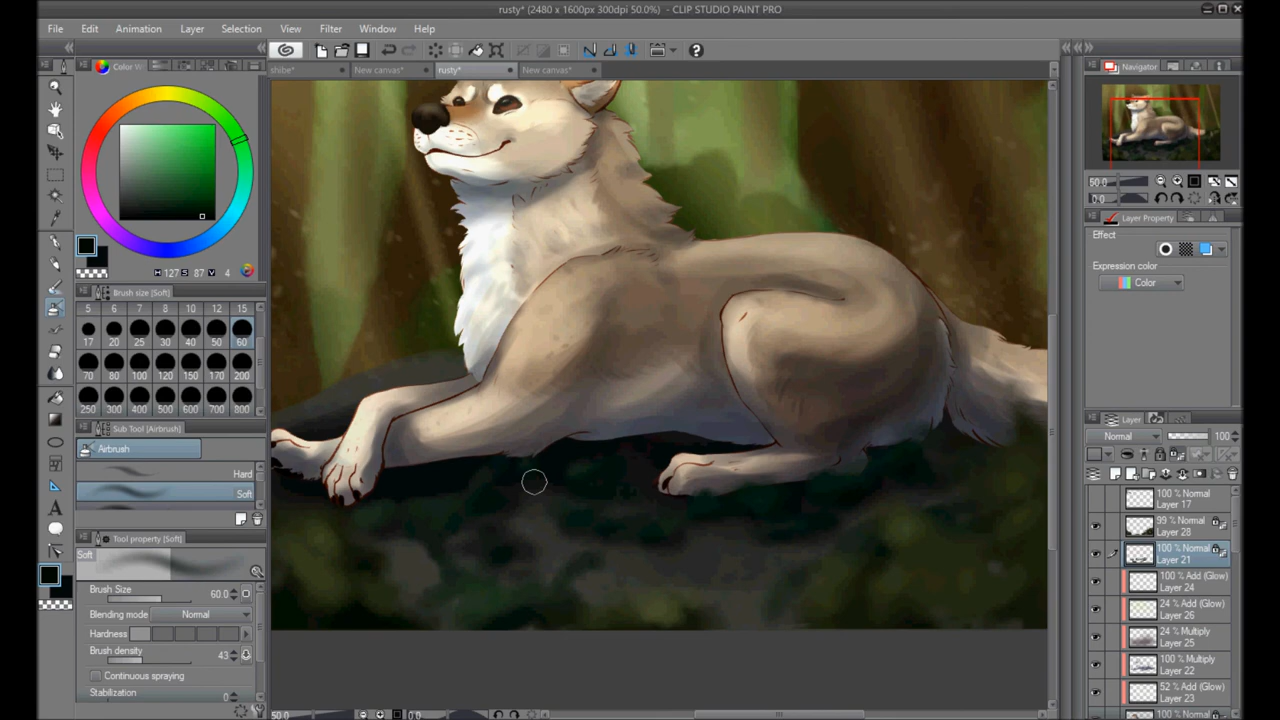 rusty* (2480 x 1600px 300dpi 50.0%) - CLIP STUDIO PAINT PRO
File Edit Animation Layer Selection View Filter Window Help
shibe* New canvas* rusty* New canvas*
Color W
Navigator
50.0
0.0
H 127 S 87 V 4
Layer Property
Effect
Expression color
Color
Brush size [Soft]
5 6 7 8 10 12 15
17 20 25 30 40 50 60
70 80 100 120 150 170 200
250 300 400 500 600 700 800
Sub Tool [Airbrush]
Airbrush
Hard
Soft
Tool property [Soft]
Soft
Brush Size 60.0
Blending mode Normal
Hardness
Brush density 43
Continuous spraying
Stabilization 0
Layer
Normal 100
100 % Normal
Layer 17
99 % Normal
Layer 28
100 % Normal
Layer 21
100 % Add (Glow)
Layer 24
24 % Add (Glow)
Layer 26
24 % Multiply
Layer 25
100 % Multiply
Layer 22
52 % Add (Glow)
Layer 23
100 % Normal
50.0 0.0